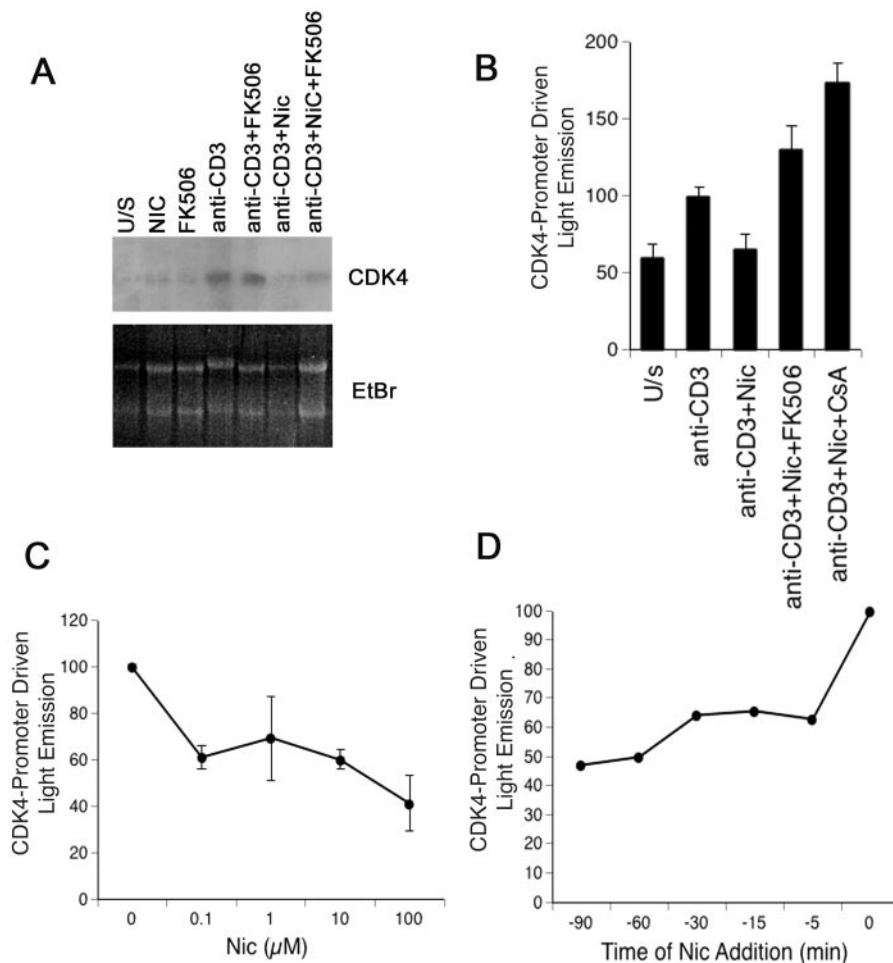 A
U/S
NIC
FK506
anti-CD3
anti-CD3+FK506
anti-CD3+Nic
anti-CD3+NiC+FK506
CDK4
EtBr
B
CDK4-Promoter Driven
Light Emission
200
150
100
50
0
U/s
anti-CD3
anti-CD3+Nic
anti-CD3+Nic+FK506
anti-CD3+Nic+CsA
C
CDK4-Promoter Driven
Light Emission
120
100
80
60
40
20
0
0 0.1 1 10 100
Nic (µM)
D
CDK4-Promoter Driven
Light Emission
100
90
80
70
60
50
40
30
20
10
0
-90 -60 -30 -15 -5 0
Time of Nic Addition (min)